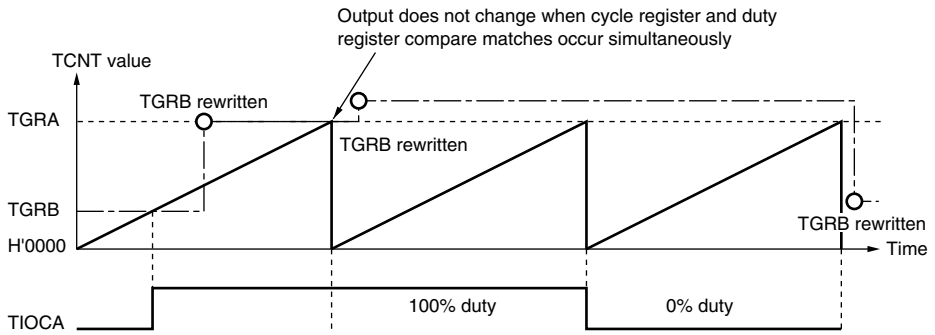 Output does not change when cycle register and duty
register compare matches occur simultaneously
TCNT value
TGRB rewritten
TGRA
TGRB rewritten
TGRB
TGRB rewritten
H'0000
Time
100% duty
0% duty
TIOCA